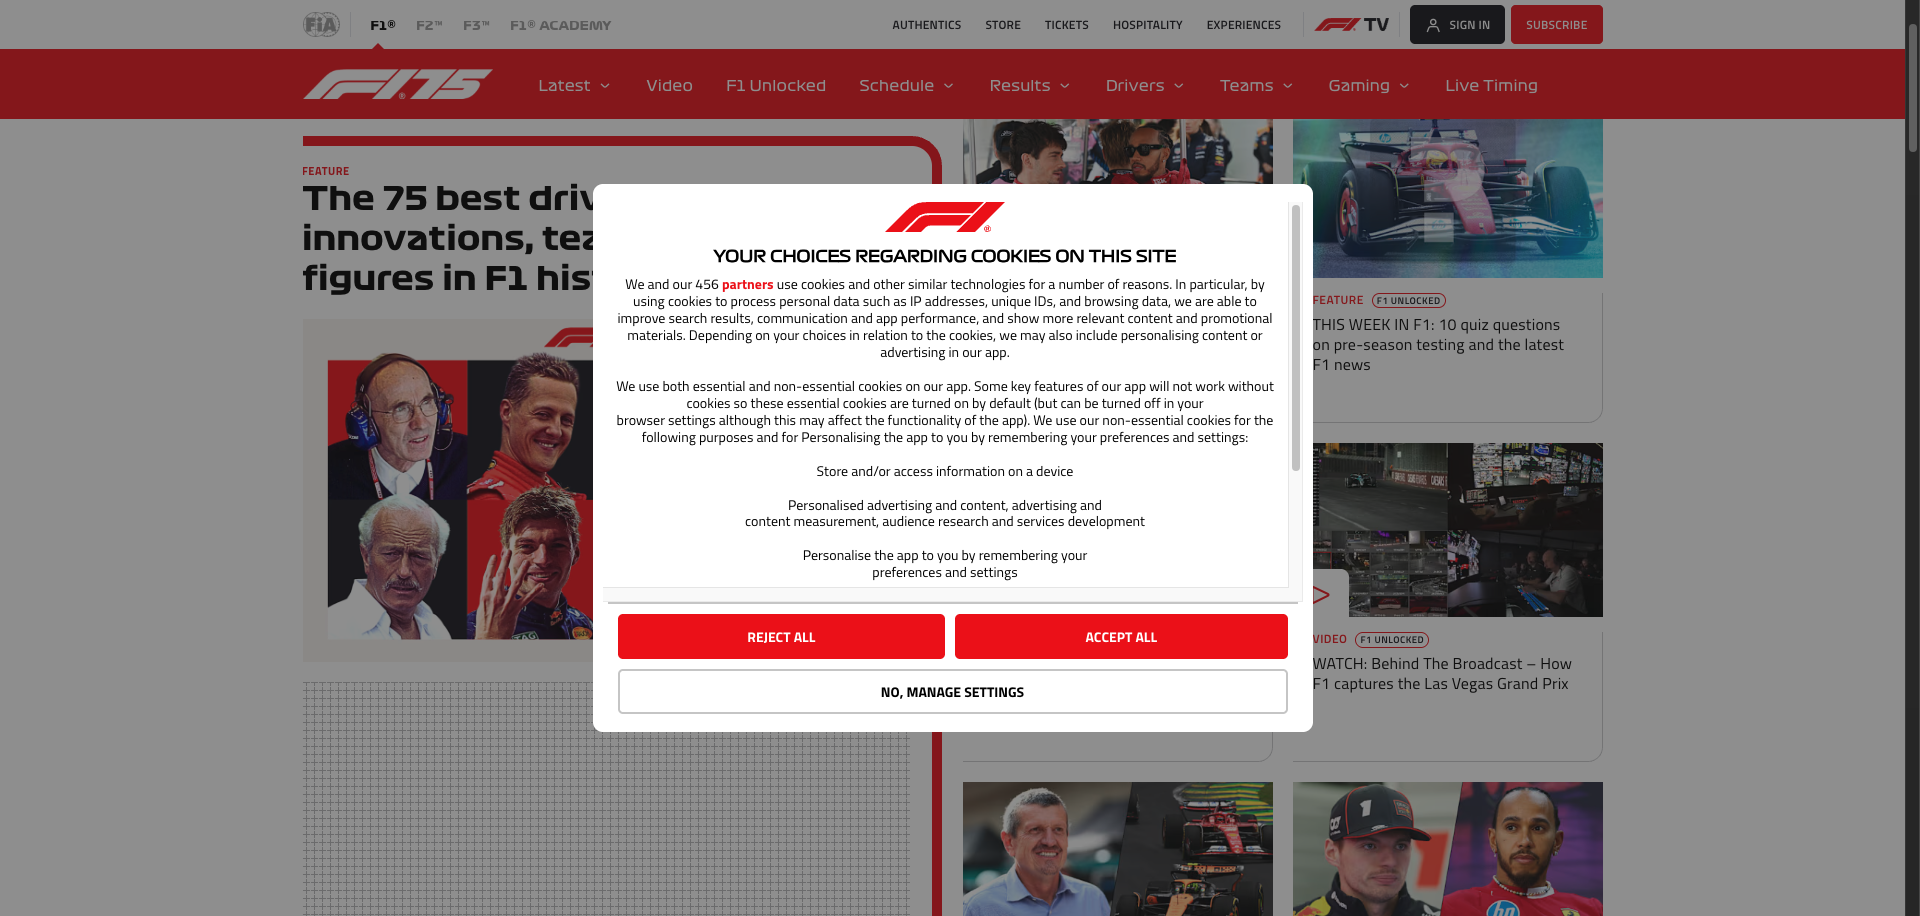 FIA
F1®
F2™
F3™
F1® ACADEMY
AUTHENTICS
STORE
TICKETS
HOSPITALITY
EXPERIENCES
F1 TV
SIGN IN
SUBSCRIBE
F1 75
Latest
Video
F1 Unlocked
Schedule
Results
Drivers
Teams
Gaming
Live Timing
FEATURE
The 75 best driv
innovations, tea
figures in F1 his
F1®
YOUR CHOICES REGARDING COOKIES ON THIS SITE
We and our 456 partners use cookies and other similar technologies for a number of reasons. In particular, by
using cookies to process personal data such as IP addresses, unique IDs, and browsing data, we are able to
improve search results, communication and app performance, and show more relevant content and promotional
materials. Depending on your choices in relation to the cookies, we may also include personalising content or
advertising in our app.
We use both essential and non-essential cookies on our app. Some key features of our app will not work without
cookies so these essential cookies are turned on by default (but can be turned off in your
browser settings although this may affect the functionality of the app). We use our non-essential cookies for the
following purposes and for Personalising the app to you by remembering your preferences and settings:
Store and/or access information on a device
Personalised advertising and content, advertising and
content measurement, audience research and services development
Personalise the app to you by remembering your
preferences and settings
REJECT ALL
ACCEPT ALL
NO, MANAGE SETTINGS
FEATURE
F1 UNLOCKED
THIS WEEK IN F1: 10 quiz questions
on pre-season testing and the latest
F1 news
VIDEO
F1 UNLOCKED
WATCH: Behind The Broadcast – How
F1 captures the Las Vegas Grand Prix
TAG
1
hp